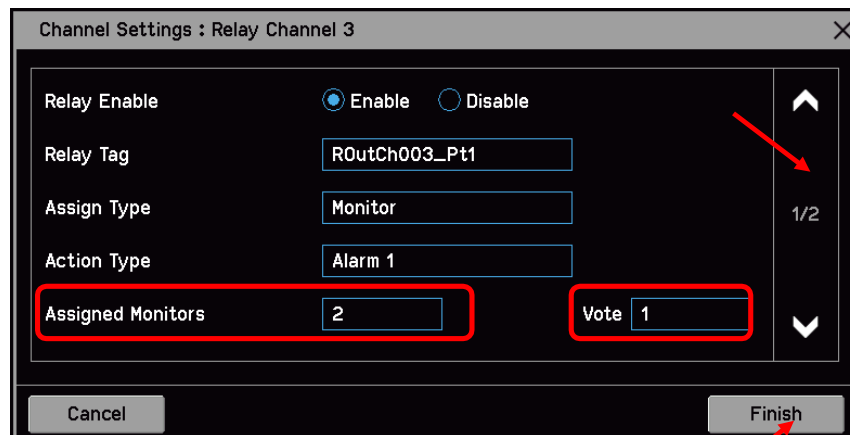 Channel Settings : Relay Channel 3
Relay Enable Enable Disable
Relay Tag ROutCh003_Pt1
Assign Type Monitor
1/2
Action Type Alarm 1
Assigned Monitors 2 Vote 1
Cancel Finish